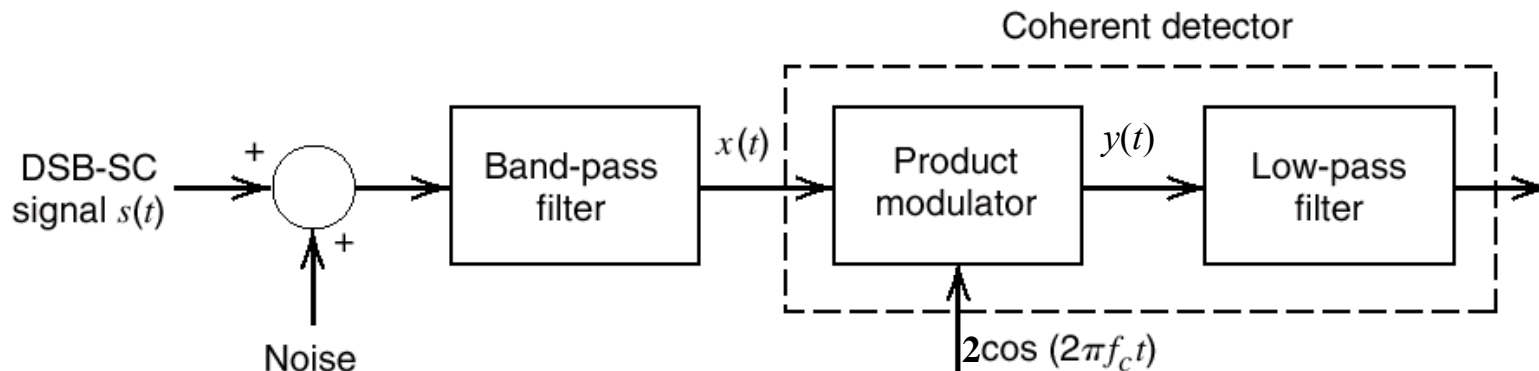 Coherent detector
DSB-SC
signal s(t)
+
+
Noise
Band-pass
filter
x(t)
Product
modulator
y(t)
Low-pass
filter
2cos (2πf_c t)